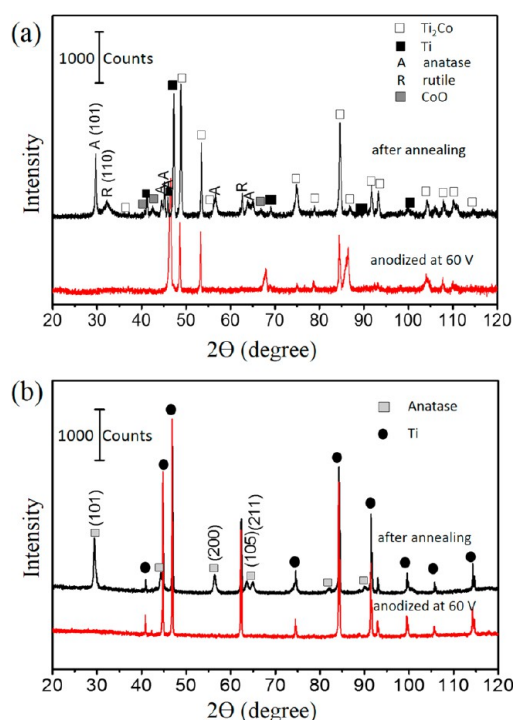 (a)
1000 Counts
Ti₂Co
Ti
A anatase
R rutile
CoO
A (101)
R (110)
A
A
A
R
A
after annealing
anodized at 60 V
Intensity
20 30 40 50 60 70 80 90 100 110 120
2Θ (degree)
(b)
1000 Counts
Anatase
Ti
(101)
(200)
(105)
(211)
after annealing
anodized at 60 V
Intensity
20 30 40 50 60 70 80 90 100 110 120
2Θ (degree)